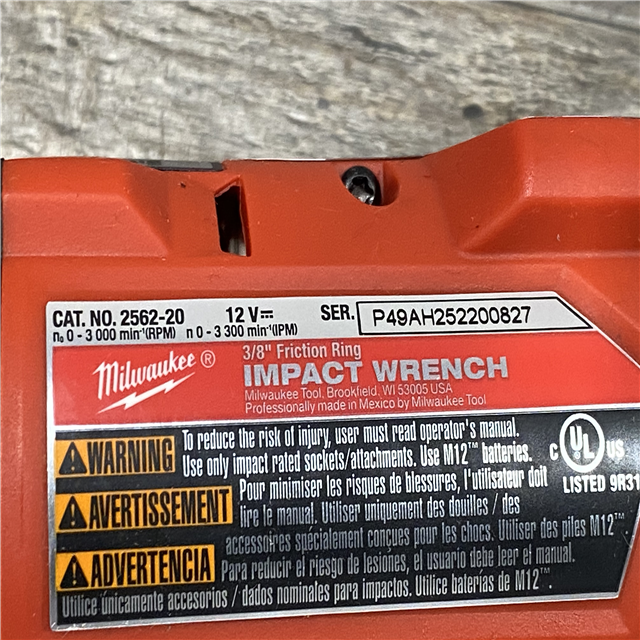 CAT. NO. 2562-20 12 V⎓ SER. P49AH252200827
n₀ 0 - 3 000 min⁻¹(RPM) n 0 - 3 300 min⁻¹(IPM)
Milwaukee®
3/8" Friction Ring
IMPACT WRENCH
Milwaukee Tool, Brookfield, WI 53005 USA
Professionally made in Mexico by Milwaukee Tool
WARNING To reduce the risk of injury, user must read operator's manual.
Use only impact rated sockets/attachments. Use M12™ batteries.
C UL US
LISTED 9R31
AVERTISSEMENT Pour minimiser les risques de blessures, l'utilisateur doit
lire le manual. Utiliser uniquement des douilles / des
accessoires spécialement conçues pour les chocs. Utiliser des piles M12™
ADVERTENCIA Para reducir el riesgo de lesiones, el usuario debe leer el manual.
Utilice únicamente accesorios / dados nominales para impactos. Utilice baterías de M12™.